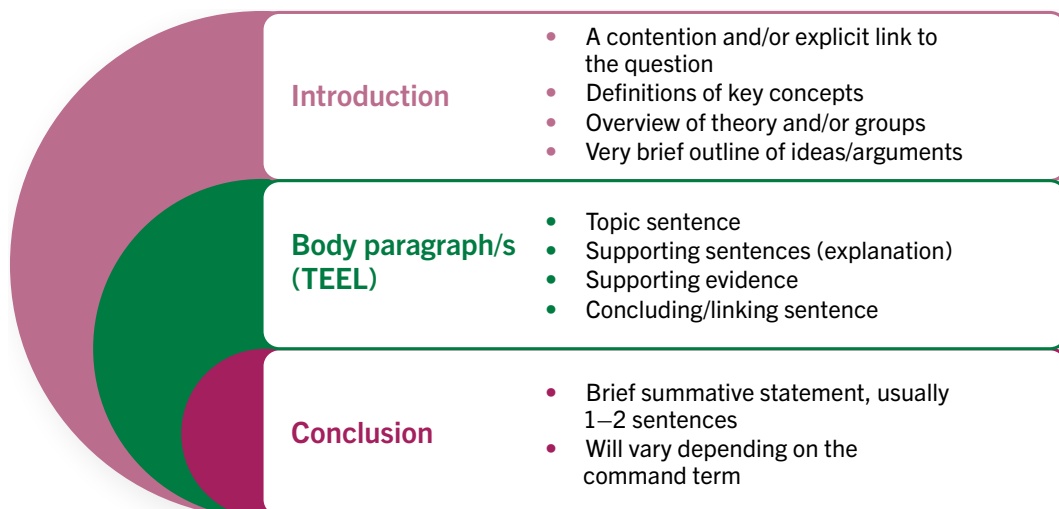 Introduction
• A contention and/or explicit link to
the question
• Definitions of key concepts
• Overview of theory and/or groups
• Very brief outline of ideas/arguments
Body paragraph/s
(TEEL)
• Topic sentence
• Supporting sentences (explanation)
• Supporting evidence
• Concluding/linking sentence
Conclusion
• Brief summative statement, usually
1–2 sentences
• Will vary depending on the
command term